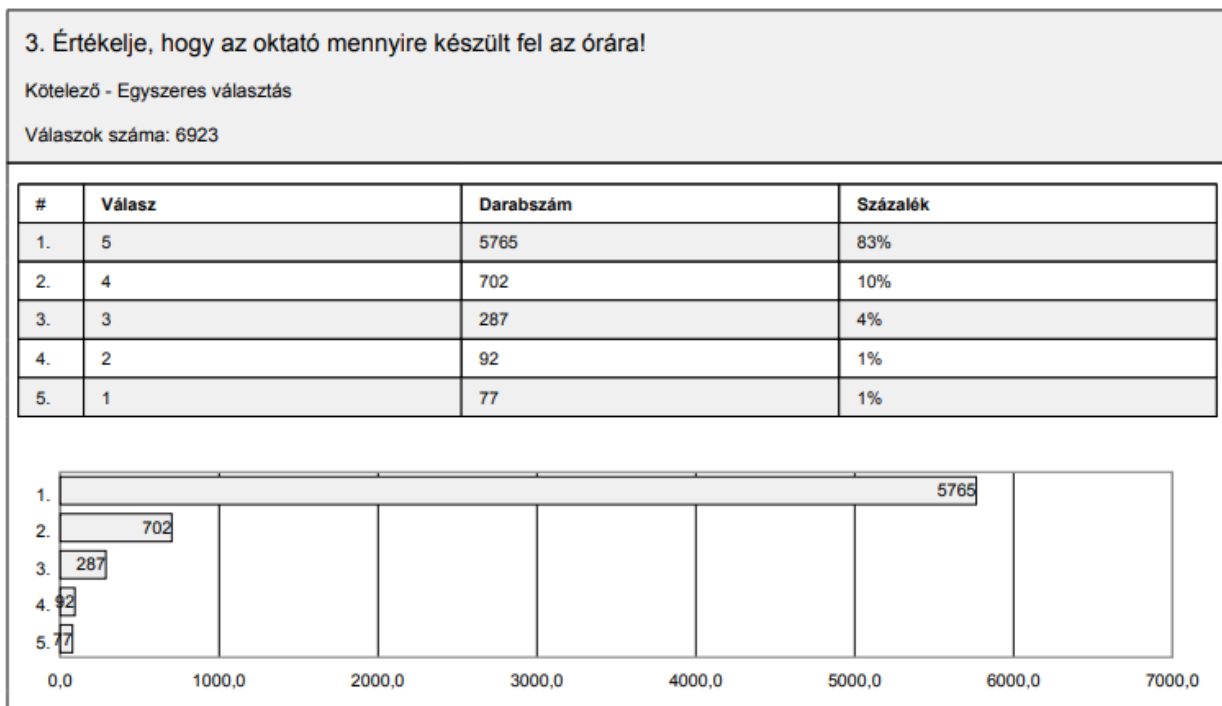 3. Értékelje, hogy az oktató mennyire készült fel az órára!
Kötelező - Egyszeres választás
Válaszok száma: 6923
# Válasz Darabszám Százalék
1. 5 5765 83%
2. 4 702 10%
3. 3 287 4%
4. 2 92 1%
5. 1 77 1%
1. 5765
2. 702
3. 287
4. 92
5. 77
0,0 1000,0 2000,0 3000,0 4000,0 5000,0 6000,0 7000,0